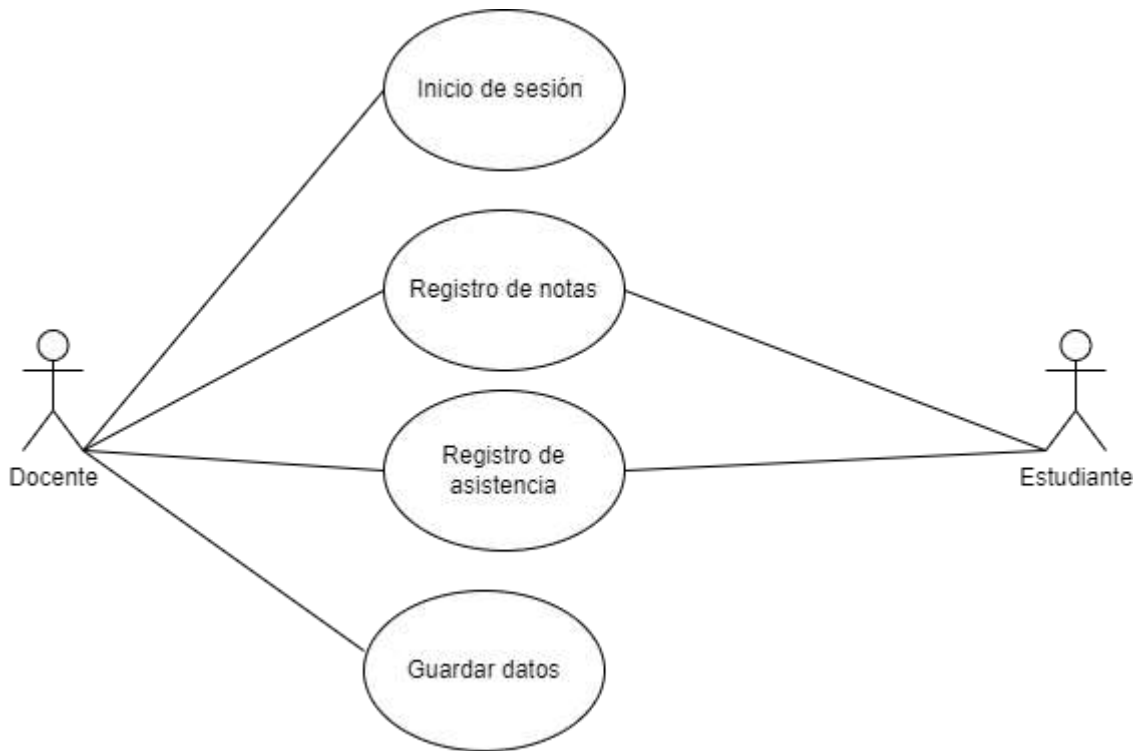 Inicio de sesión
Registro de notas
Registro de
asistencia
Docente
Estudiante
Guardar datos